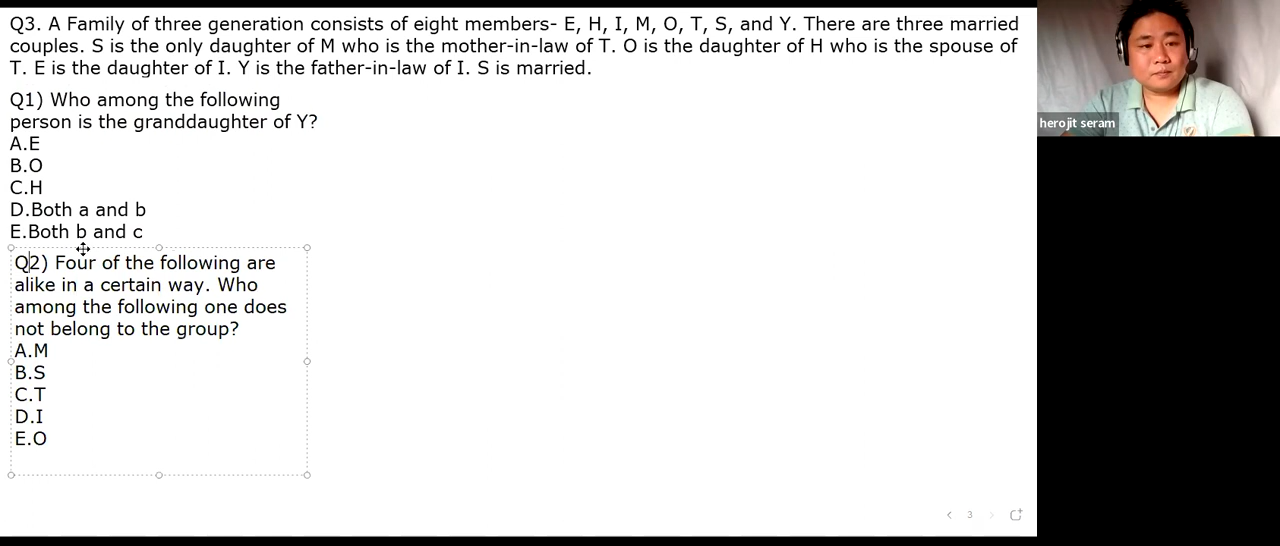 Q3. A Family of three generation consists of eight members- E, H, I, M, O, T, S, and Y. There are three married
couples. S is the only daughter of M who is the mother-in-law of T. O is the daughter of H who is the spouse of
T. E is the daughter of I. Y is the father-in-law of I. S is married.
herojit seram
Q1) Who among the following
person is the granddaughter of Y?
A.E
B.O
C.H
D.Both a and b
E.Both b and c
Q2) Four of the following are
alike in a certain way. Who
among the following one does
not belong to the group?
A.M
B.S
C.T
D.I
E.O
3